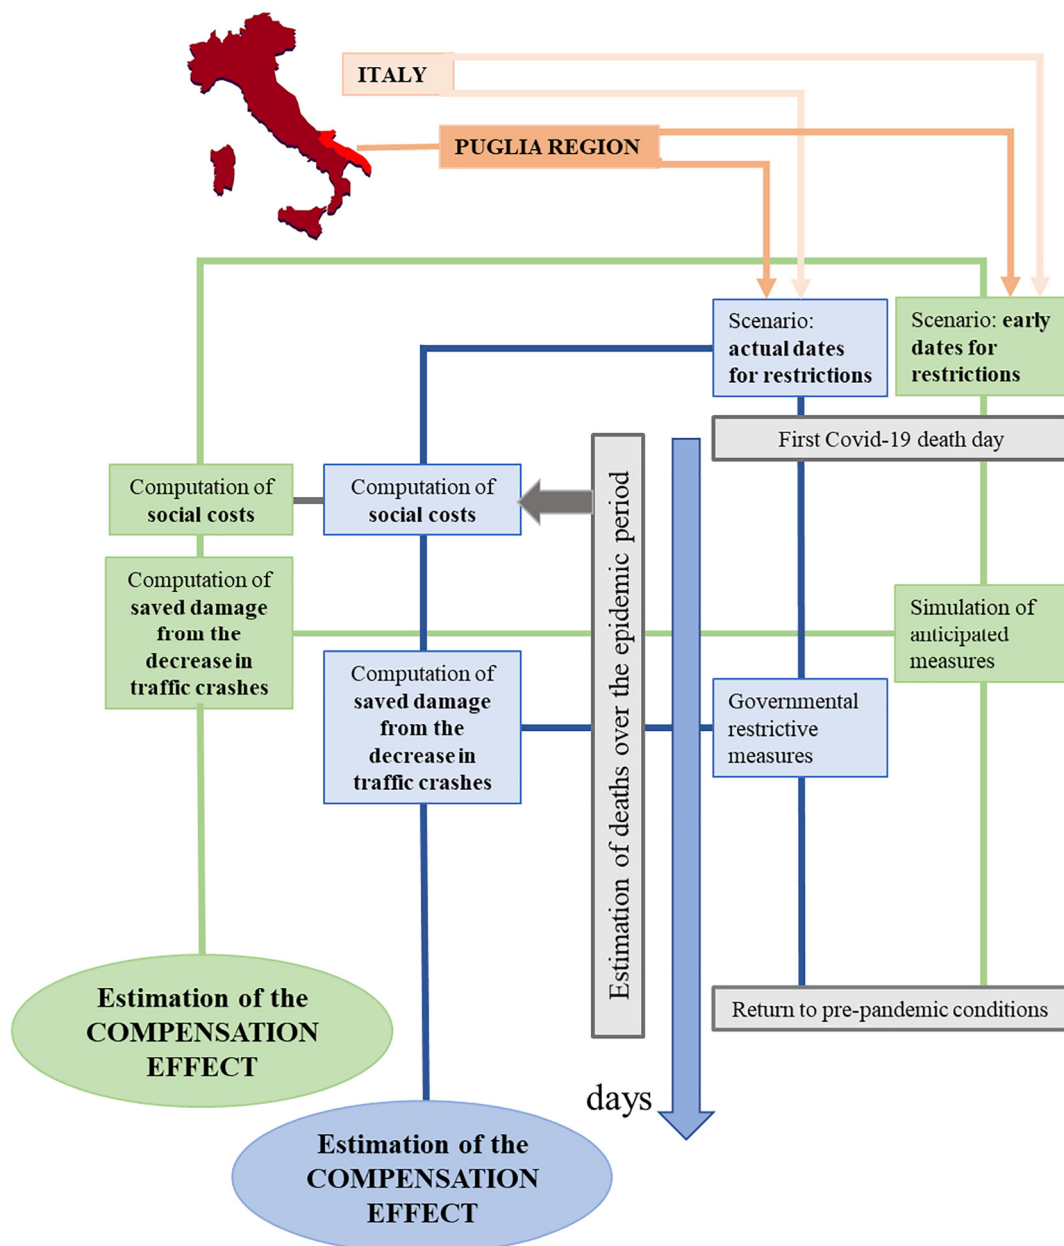 ITALY
PUGLIA REGION
Scenario:
actual dates
for restrictions
Scenario: early
dates for
restrictions
First Covid-19 death day
Computation of
social costs
Computation of
social costs
Computation of
saved damage
from the
decrease in
traffic crashes
Computation of
saved damage
from the
decrease in
traffic crashes
Estimation of deaths over the epidemic period
Simulation of
anticipated
measures
Governmental
restrictive
measures
Return to pre-pandemic conditions
days
Estimation of the
COMPENSATION
EFFECT
Estimation of the
COMPENSATION
EFFECT